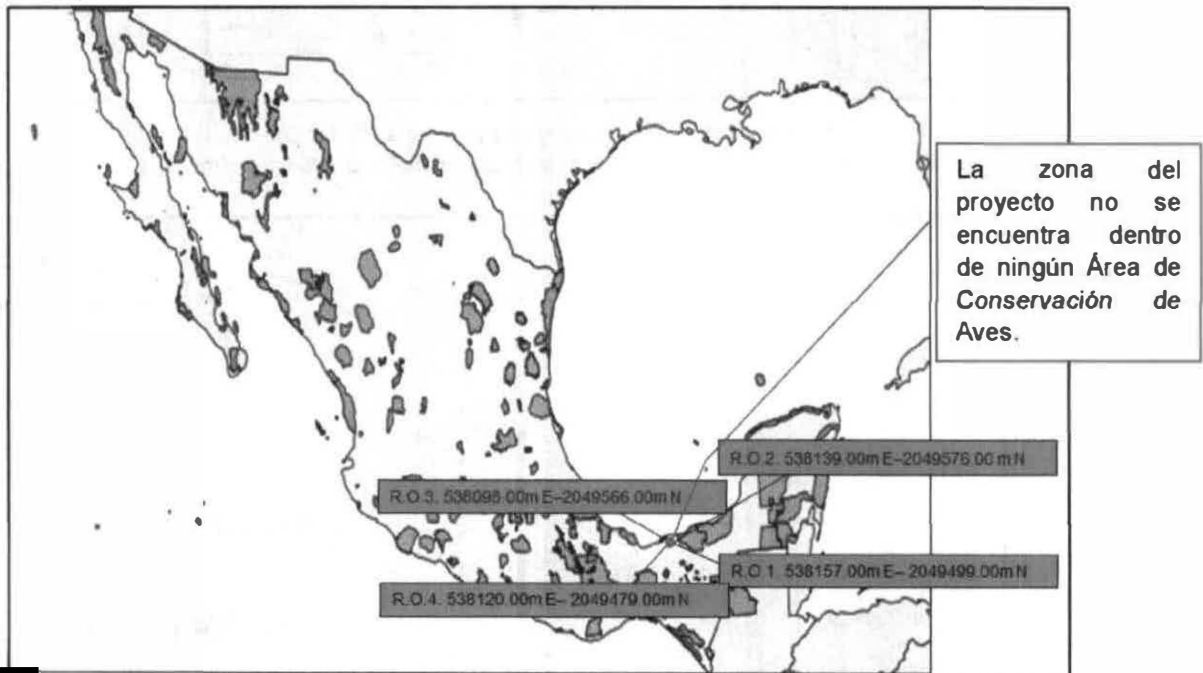 La zona del
proyecto no se
encuentra dentro
de ningún Área de
Conservación de
Aves.
R.O.2. 538139.00m E–2049576.00 m N
R.O.3. 538098.00m E–2049566.00m N
R.O.1. 538157.00m E– 2049499.00m N
R.O.4. 538120.00m E– 2049479.00m N